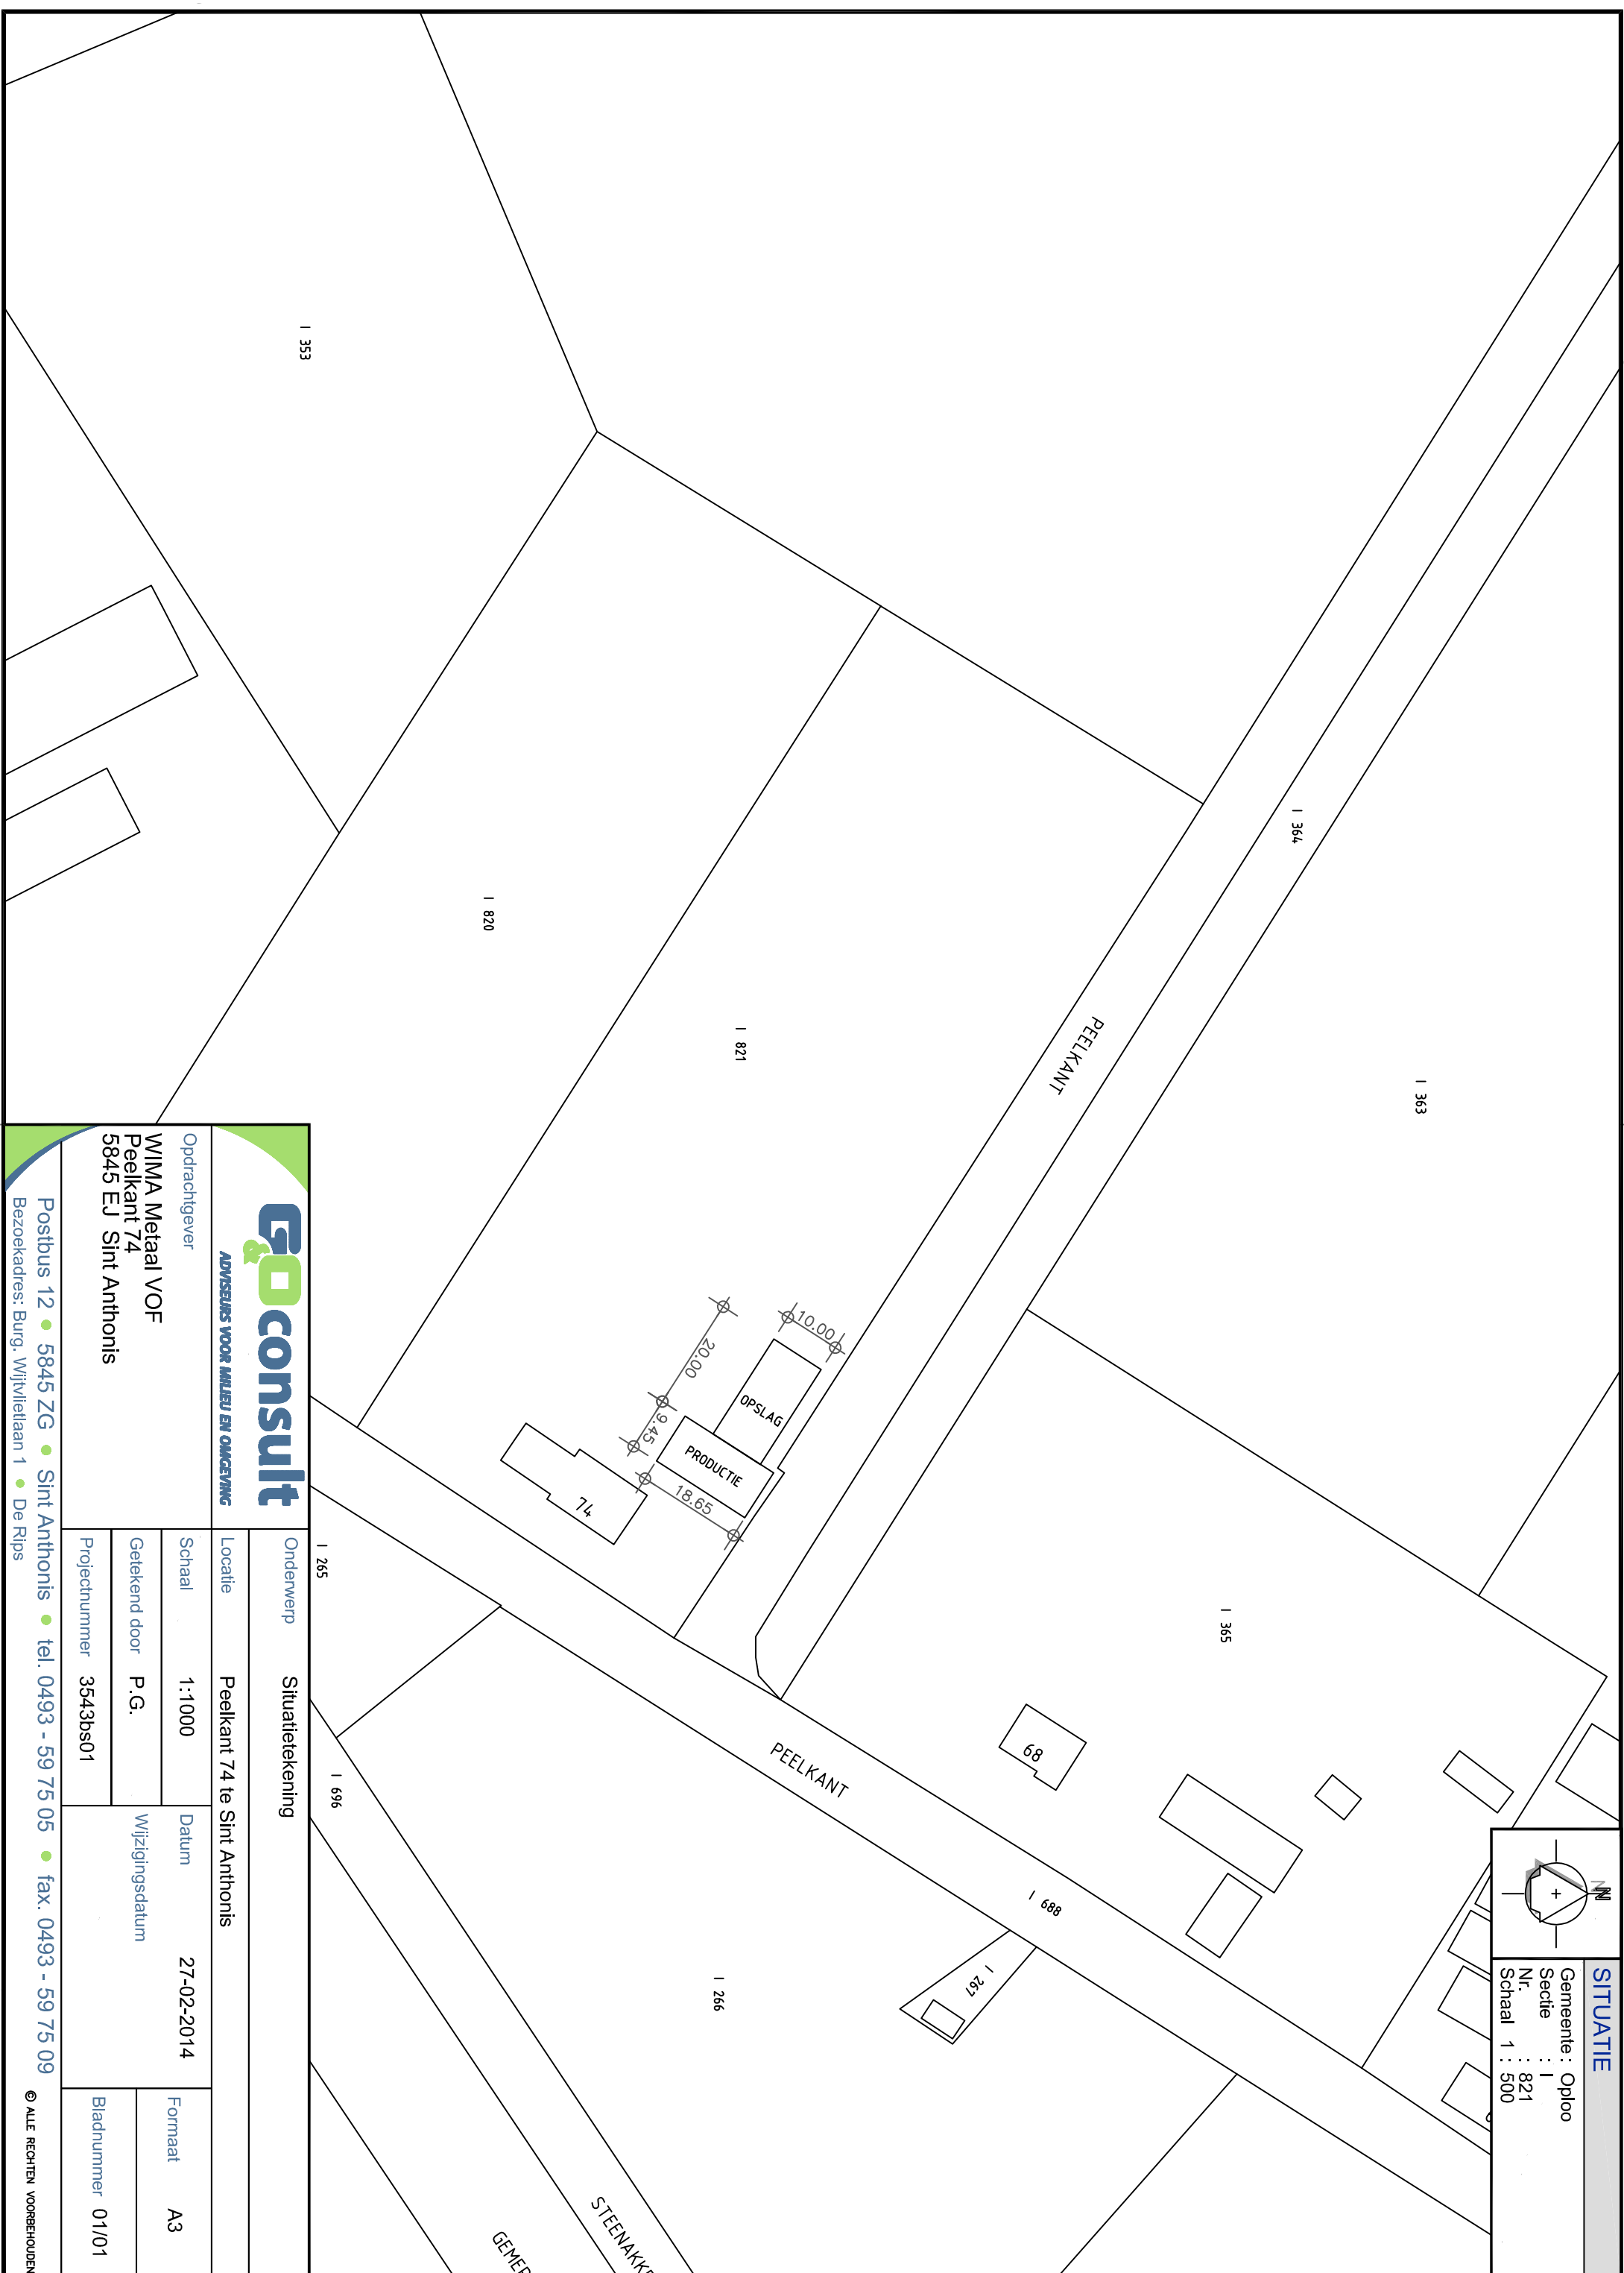 SITUATIE
Gemeente : Oploo
Sectie : I
Nr. : 821
Schaal 1 : 500
N
I 363
I 364
PEELKANT
I 365
I 353
I 820
I 821
10.00
20.00
9.45
18.65
OPSLAG
PRODUCTIE
74
68
PEELKANT
I 688
I 267
I 266
I 265
I 696
G&O consult
ADVISEURS VOOR MILIEU EN OMGEVING
Onderwerp Situatietekening
Locatie Peelkant 74 te Sint Anthonis
Opdrachtgever
WIMA Metaal VOF
Peelkant 74
5845 EJ Sint Anthonis
Schaal 1:1000
Datum 27-02-2014
Formaat A3
Getekend door P.G.
Wijzigingsdatum
Projectnummer 3543bs01
Bladnummer 01/01
Postbus 12 • 5845 ZG • Sint Anthonis • tel. 0493 - 59 75 05 • fax. 0493 - 59 75 09
Bezoekadres: Burg. Wijtvlietlaan 1 • De Rips
© ALLE RECHTEN VOORBEHOUDEN